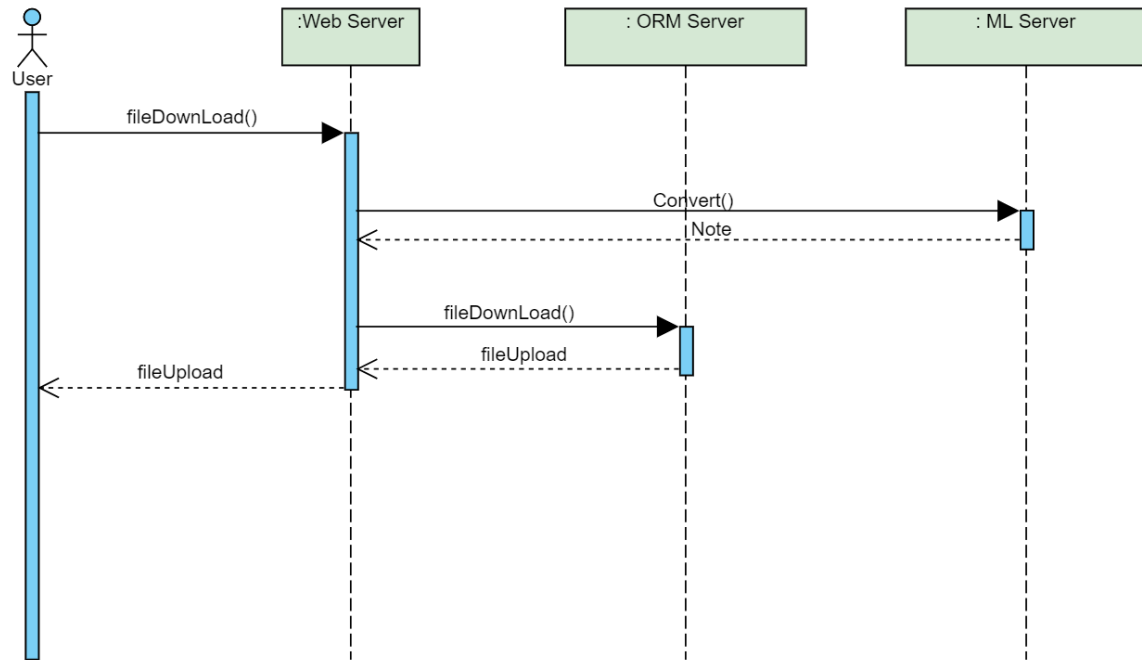 :Web Server
: ORM Server
: ML Server
User
fileDownLoad()
Convert()
Note
fileDownLoad()
fileUpload
fileUpload